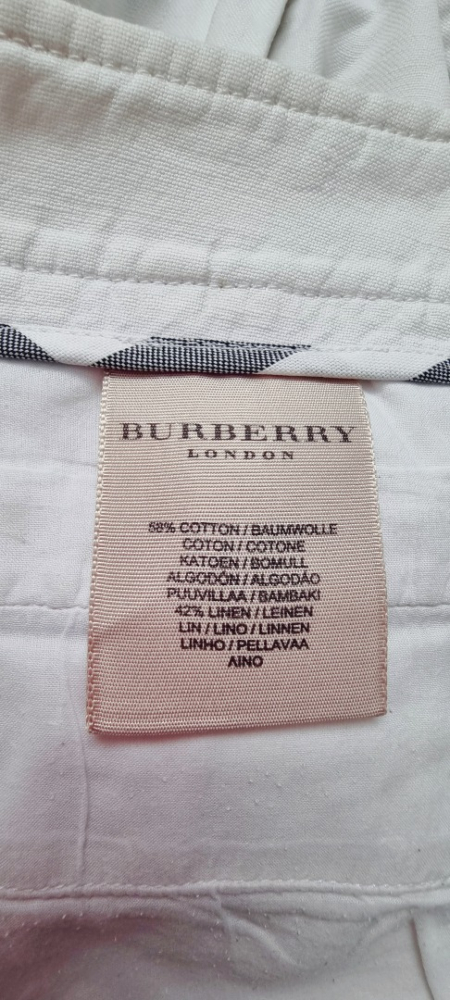 BURBERRY
LONDON
58% COTTON / BAUMWOLLE
COTON / COTONE
KATOEN / BOMULL
ALGODÓN / ALGODÃO
PUUVILLAA / BAMBAKI
42% LINEN / LEINEN
LIN / LINO / LINNEN
LINHO / PELLAVAA
ΛINO